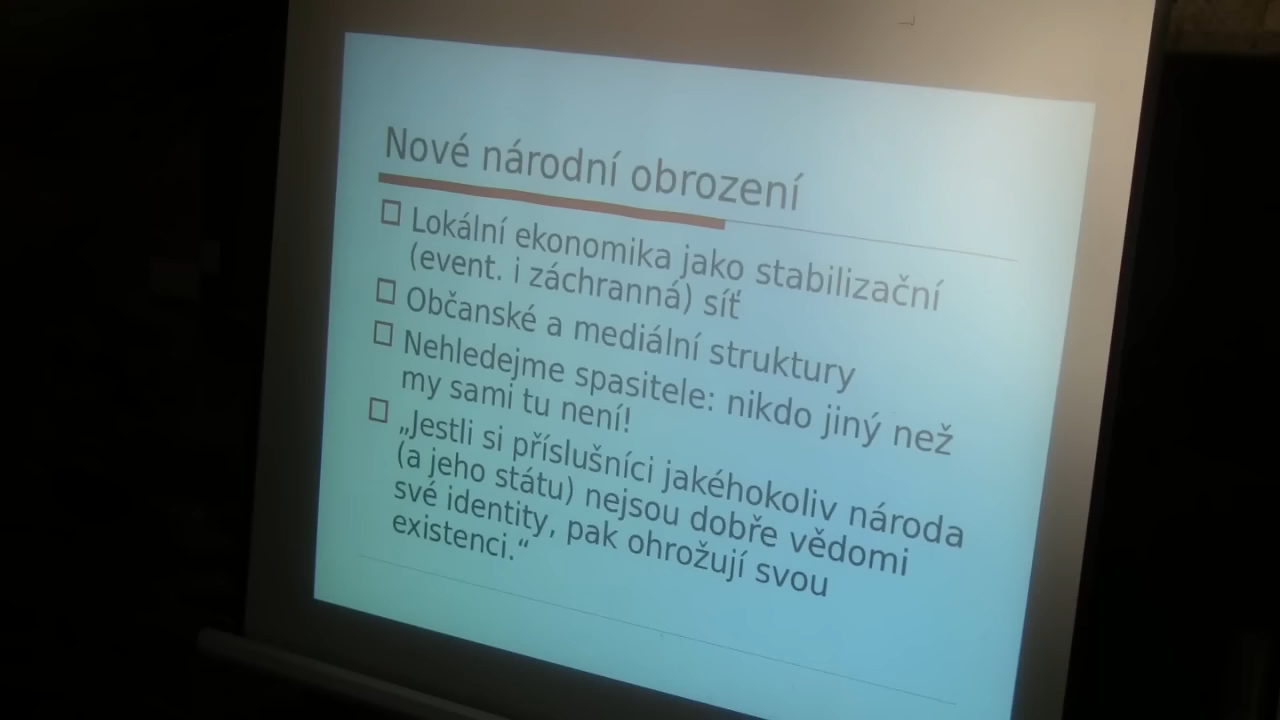 Nové národní obrození
Lokální ekonomika jako stabilizační
(event. i záchranná) síť
Občanské a mediální struktury
Nehledejme spasitele: nikdo jiný než
my sami tu není!
„Jestli si příslušníci jakéhokoliv národa
(a jeho státu) nejsou dobře vědomi
své identity, pak ohrožují svou
existenci.“